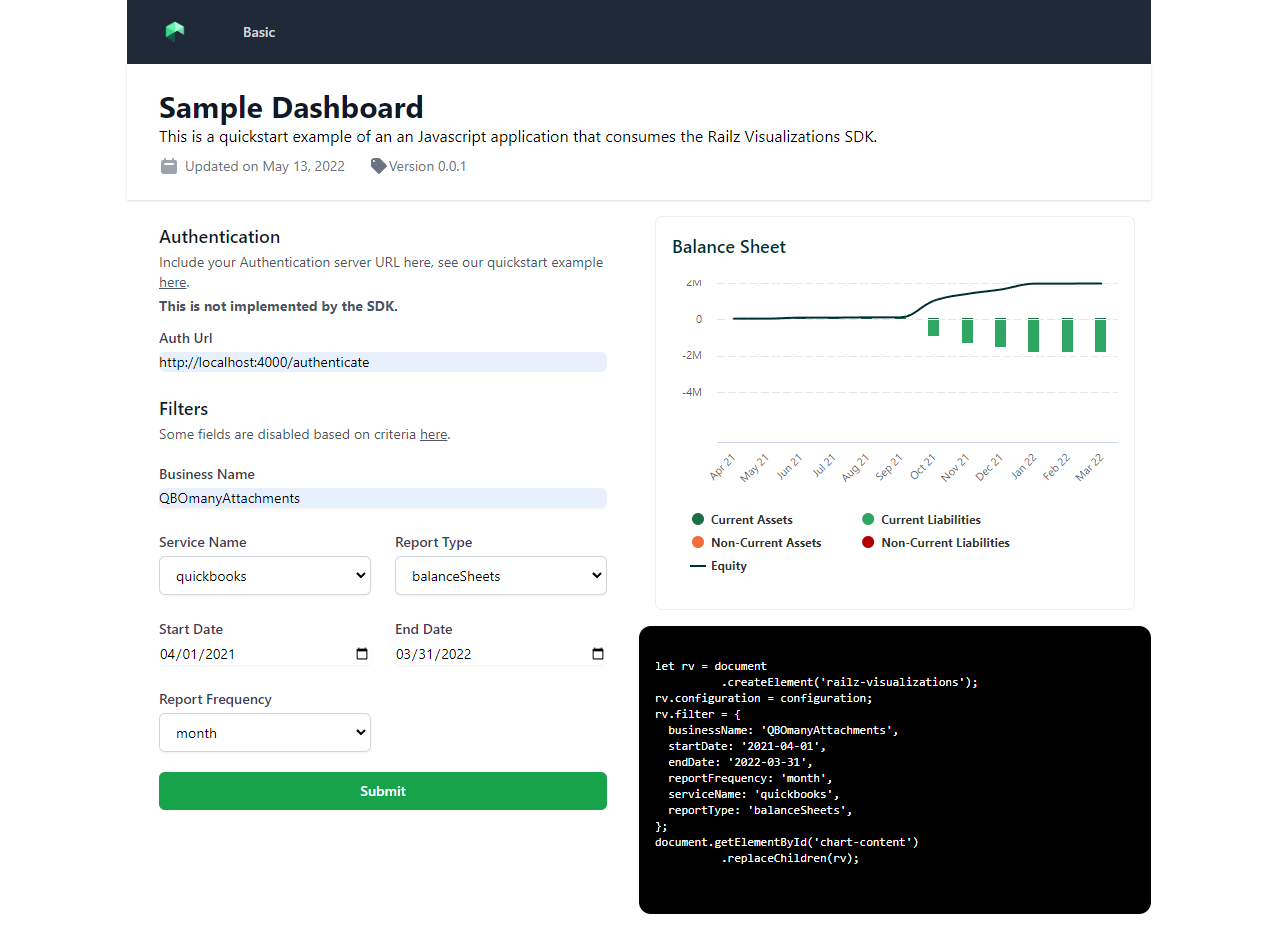 Basic
Sample Dashboard
This is a quickstart example of an an Javascript application that consumes the Railz Visualizations SDK.
Updated on May 13, 2022 Version 0.0.1
Authentication
Include your Authentication server URL here, see our quickstart example
here.
This is not implemented by the SDK.
Auth Url
http://localhost:4000/authenticate
Filters
Some fields are disabled based on criteria here.
Business Name
QBOmanyAttachments
Service Name Report Type
quickbooks balanceSheets
Start Date End Date
04/01/2021 03/31/2022
Report Frequency
month
Submit
Balance Sheet
2M
0
-2M
-4M
Apr 21 May 21 Jun 21 Jul 21 Aug 21 Sep 21 Oct 21 Nov 21 Dec 21 Jan 22 Feb 22 Mar 22
Current Assets Current Liabilities
Non-Current Assets Non-Current Liabilities
Equity
let rv = document
.createElement('railz-visualizations');
rv.configuration = configuration;
rv.filter = {
businessName: 'QBOmanyAttachments',
startDate: '2021-04-01',
endDate: '2022-03-31',
reportFrequency: 'month',
serviceName: 'quickbooks',
reportType: 'balanceSheets',
};
document.getElementById('chart-content')
.replaceChildren(rv);